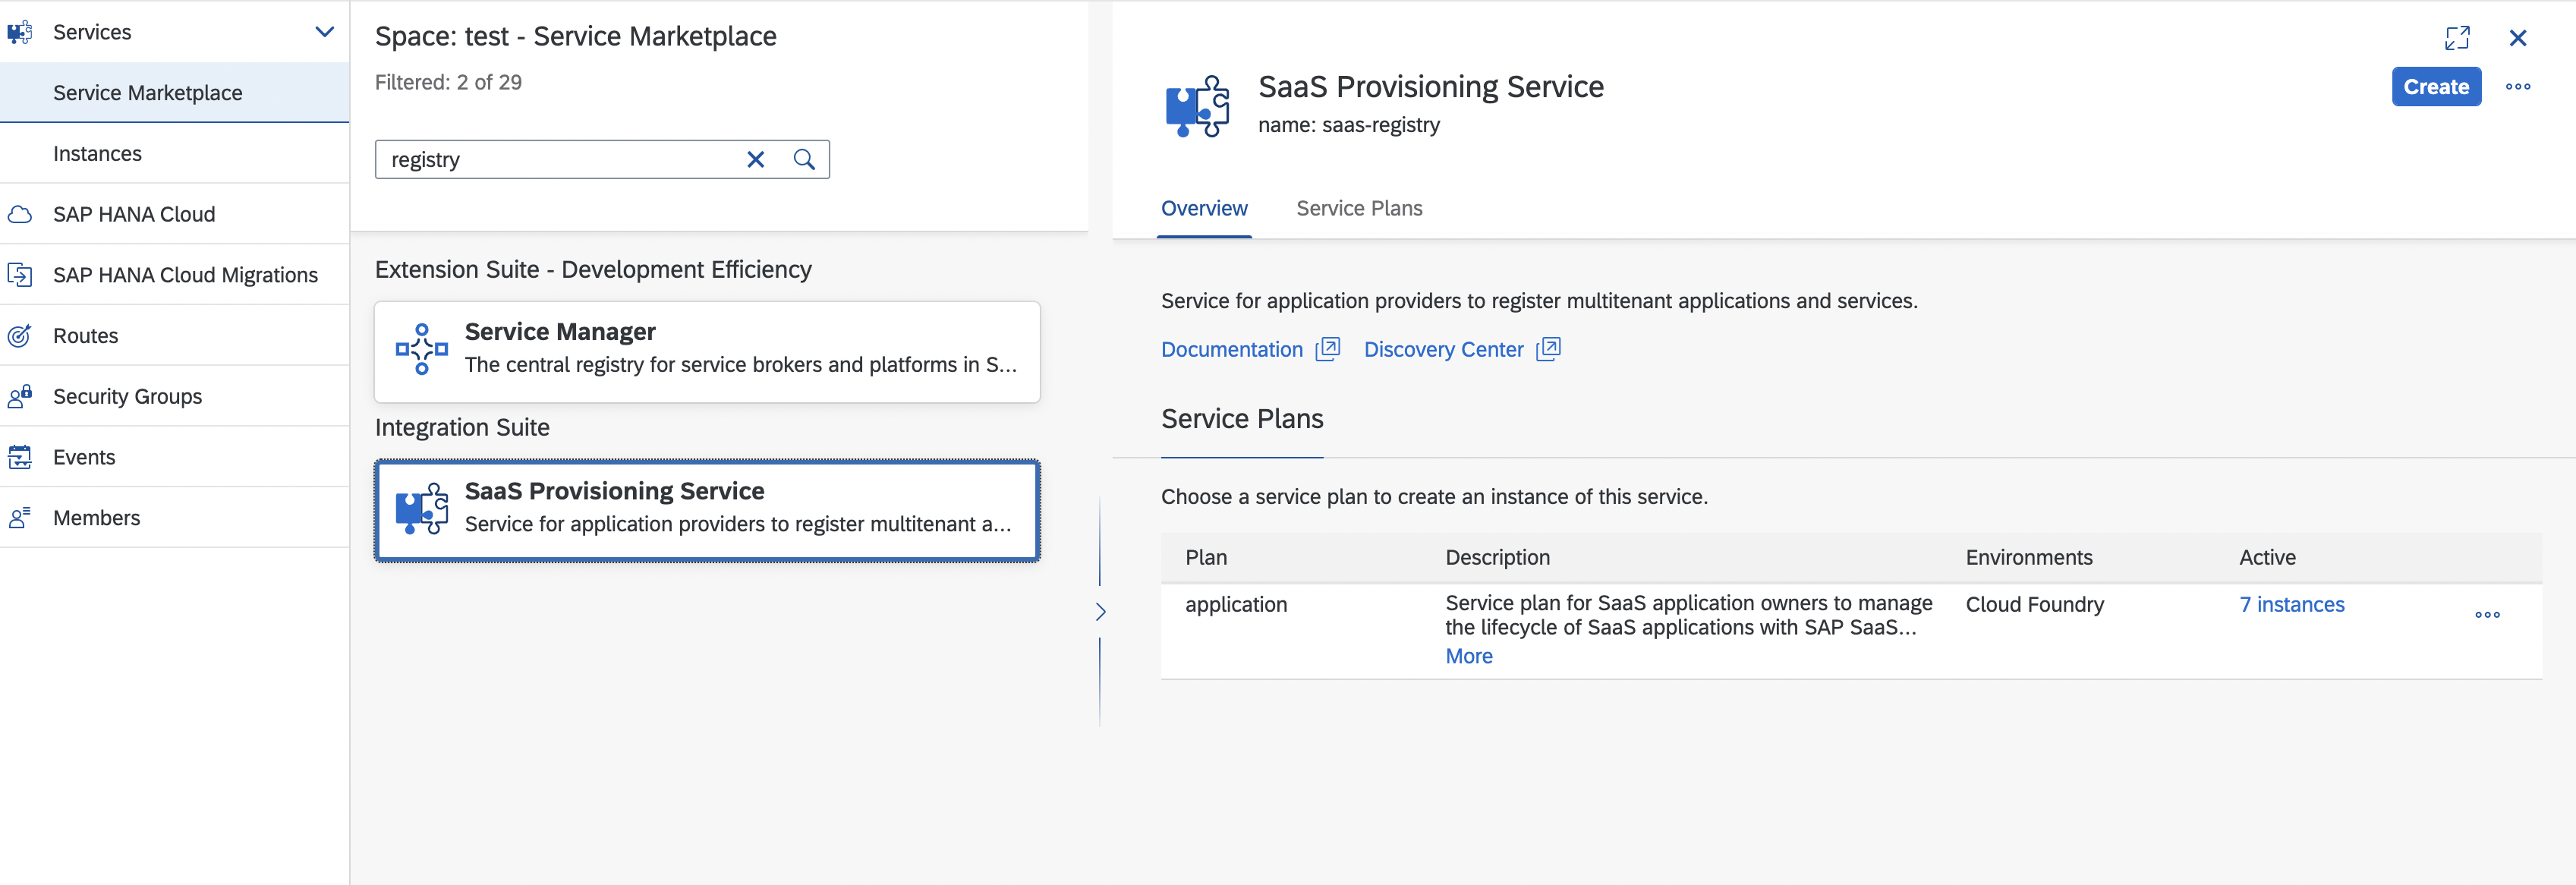 Services
Service Marketplace
Instances
SAP HANA Cloud
SAP HANA Cloud Migrations
Routes
Security Groups
Events
Members
Space: test - Service Marketplace
Filtered: 2 of 29
registry
Extension Suite - Development Efficiency
Service Manager
The central registry for service brokers and platforms in S...
Integration Suite
SaaS Provisioning Service
Service for application providers to register multitenant a...
SaaS Provisioning Service
name: saas-registry
Create
Overview
Service Plans
Service for application providers to register multitenant applications and services.
Documentation
Discovery Center
Service Plans
Choose a service plan to create an instance of this service.
Plan
Description
Environments
Active
application
Service plan for SaaS application owners to manage
the lifecycle of SaaS applications with SAP SaaS...
More
Cloud Foundry
7 instances